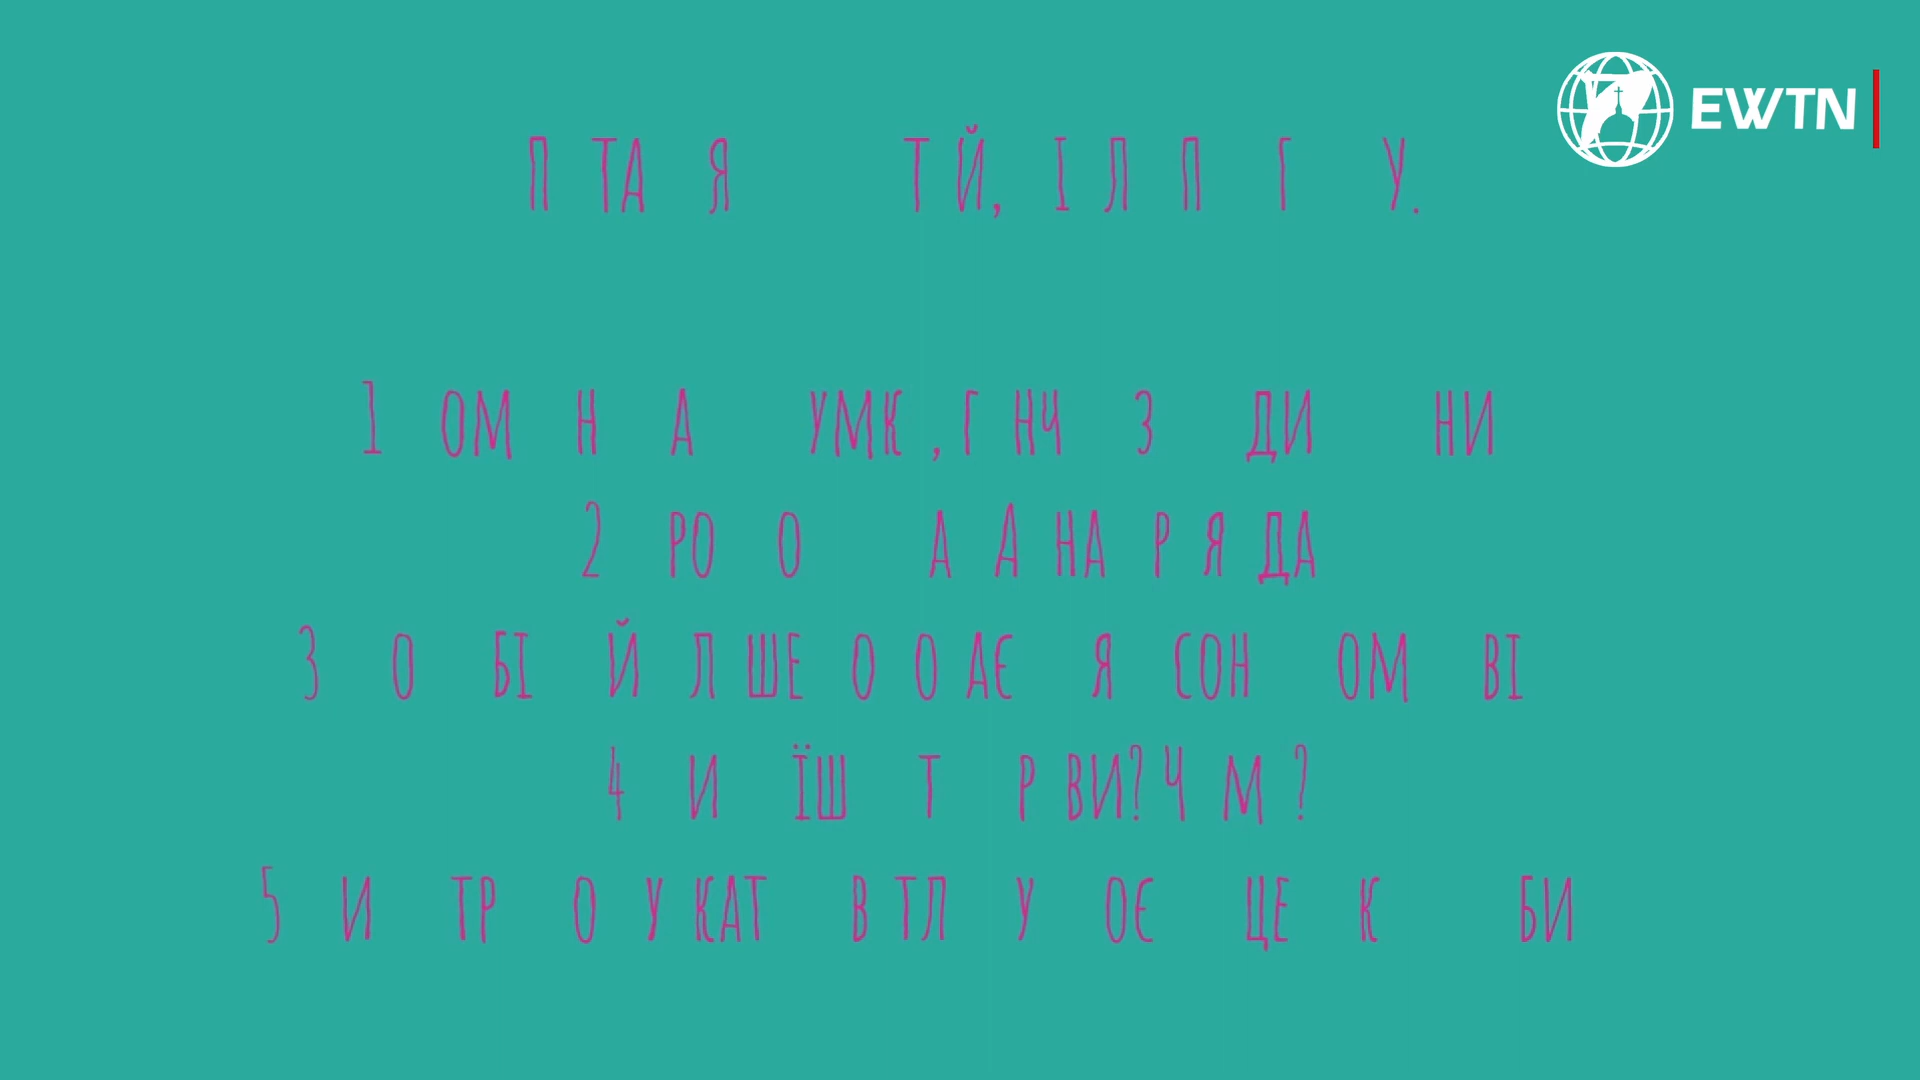 EWTN
П ТА Я Т Й, І Л П Г У.
1 ОМ Н А УМК , Г НЧ З ДИ НИ
2 РО О А А НА Р Я ДА
3 О БІ Й Л ШЕ О О АЄ Я СОН ОМ ВІ
4 И ЇШ Т Р ВИ? Ч М ?
5 И ТР О У КАТ В ТЛ У ОЄ ЦЕ К БИ